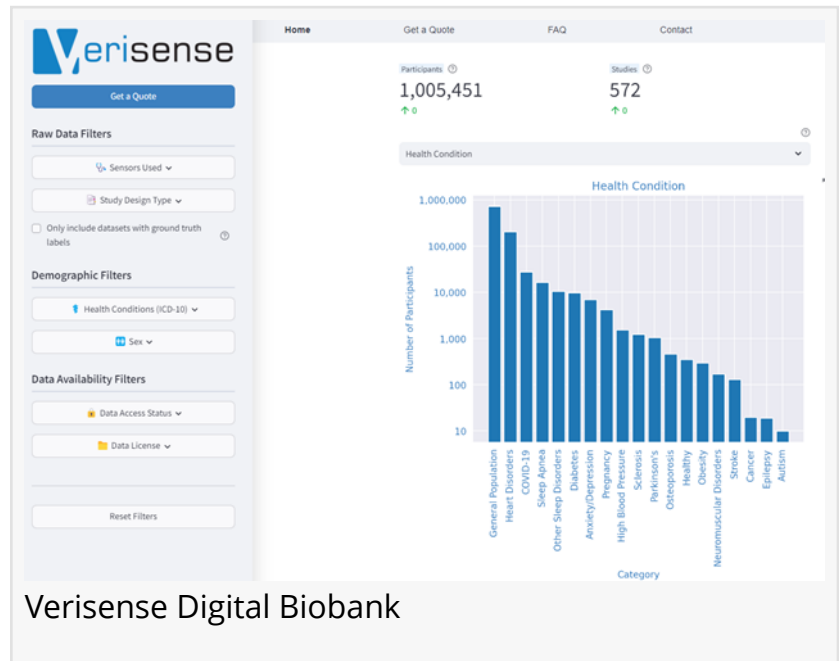 Verisense
Get a Quote
Raw Data Filters
Sensors Used
Study Design Type
Only include datasets with ground truth
labels
Demographic Filters
Health Conditions (ICD-10)
Sex
Data Availability Filters
Data Access Status
Data License
Reset Filters
Home Get a Quote FAQ Contact
Participants Studies
1,005,451 572
↑ 0 ↑ 0
Health Condition
Health Condition
1,000,000
100,000
10,000
1,000
100
10
Number of Participants
General Population
Heart Disorders
COVID-19
Sleep Apnea
Other Sleep Disorders
Diabetes
Anxiety/Depression
Pregnancy
High Blood Pressure
Sclerosis
Parkinson's
Osteoporosis
Healthy
Obesity
Neuromuscular Disorders
Stroke
Cancer
Epilepsy
Autism
Category
Verisense Digital Biobank